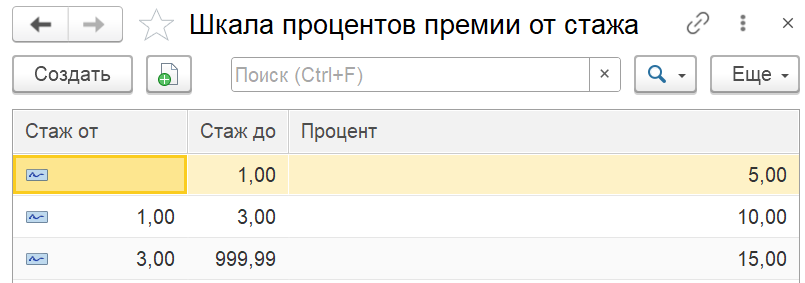 Шкала процентов премии от стажа
Создать Поиск (Ctrl+F) × Еще
Стаж от Стаж до Процент
1,00 5,00
1,00 3,00 10,00
3,00 999,99 15,00